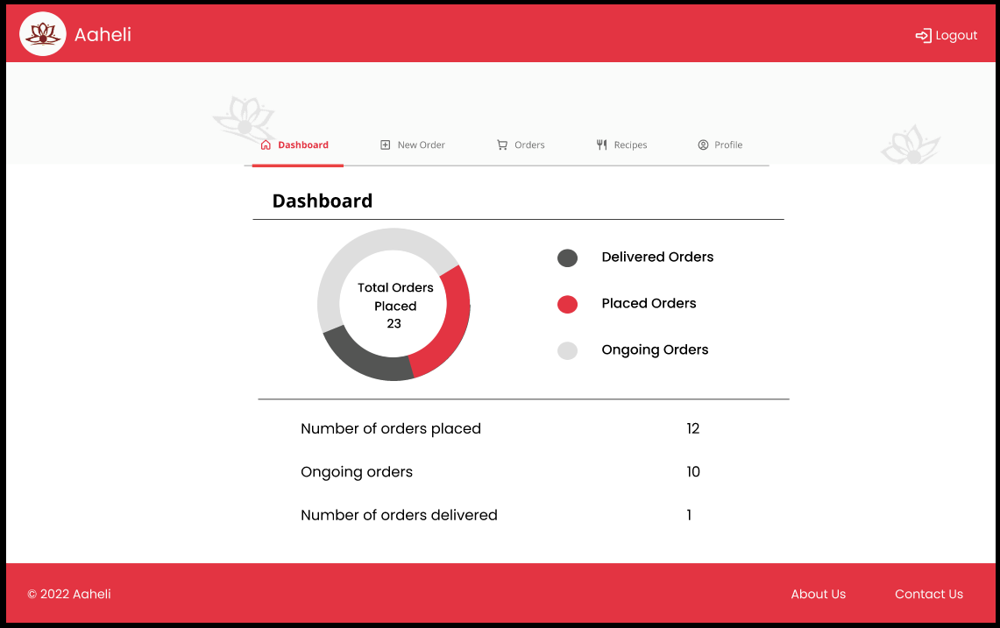 Aaheli
Logout
Dashboard
New Order
Orders
Recipes
Profile
Dashboard
Total Orders
Placed
23
Delivered Orders
Placed Orders
Ongoing Orders
Number of orders placed 12
Ongoing orders 10
Number of orders delivered 1
© 2022 Aaheli
About Us
Contact Us